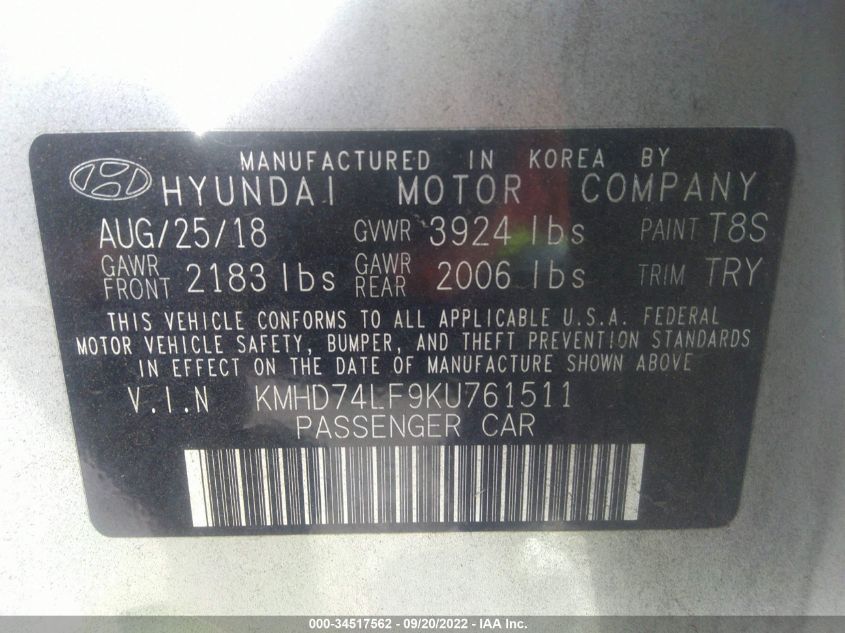 MANUFACTURED IN KOREA BY
HYUNDAI MOTOR COMPANY
AUG/25/18 GVWR 3924 lbs PAINT T8S
GAWR FRONT 2183 lbs GAWR REAR 2006 lbs TRIM TRY
THIS VEHICLE CONFORMS TO ALL APPLICABLE U.S.A. FEDERAL
MOTOR VEHICLE SAFETY, BUMPER, AND THEFT PREVENTION STANDARDS
IN EFFECT ON THE DATE OF MANUFACTURE SHOWN ABOVE
V.I.N KMHD74LF9KU761511
PASSENGER CAR
000-34517562 - 09/20/2022 - IAA Inc.